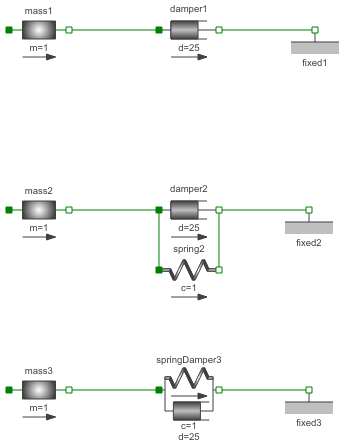 mass1
damper1
m=1
d=25
fixed1
mass2
damper2
m=1
d=25
fixed2
spring2
c=1
springDamper3
mass3
m=1
fixed3
c=1
d=25